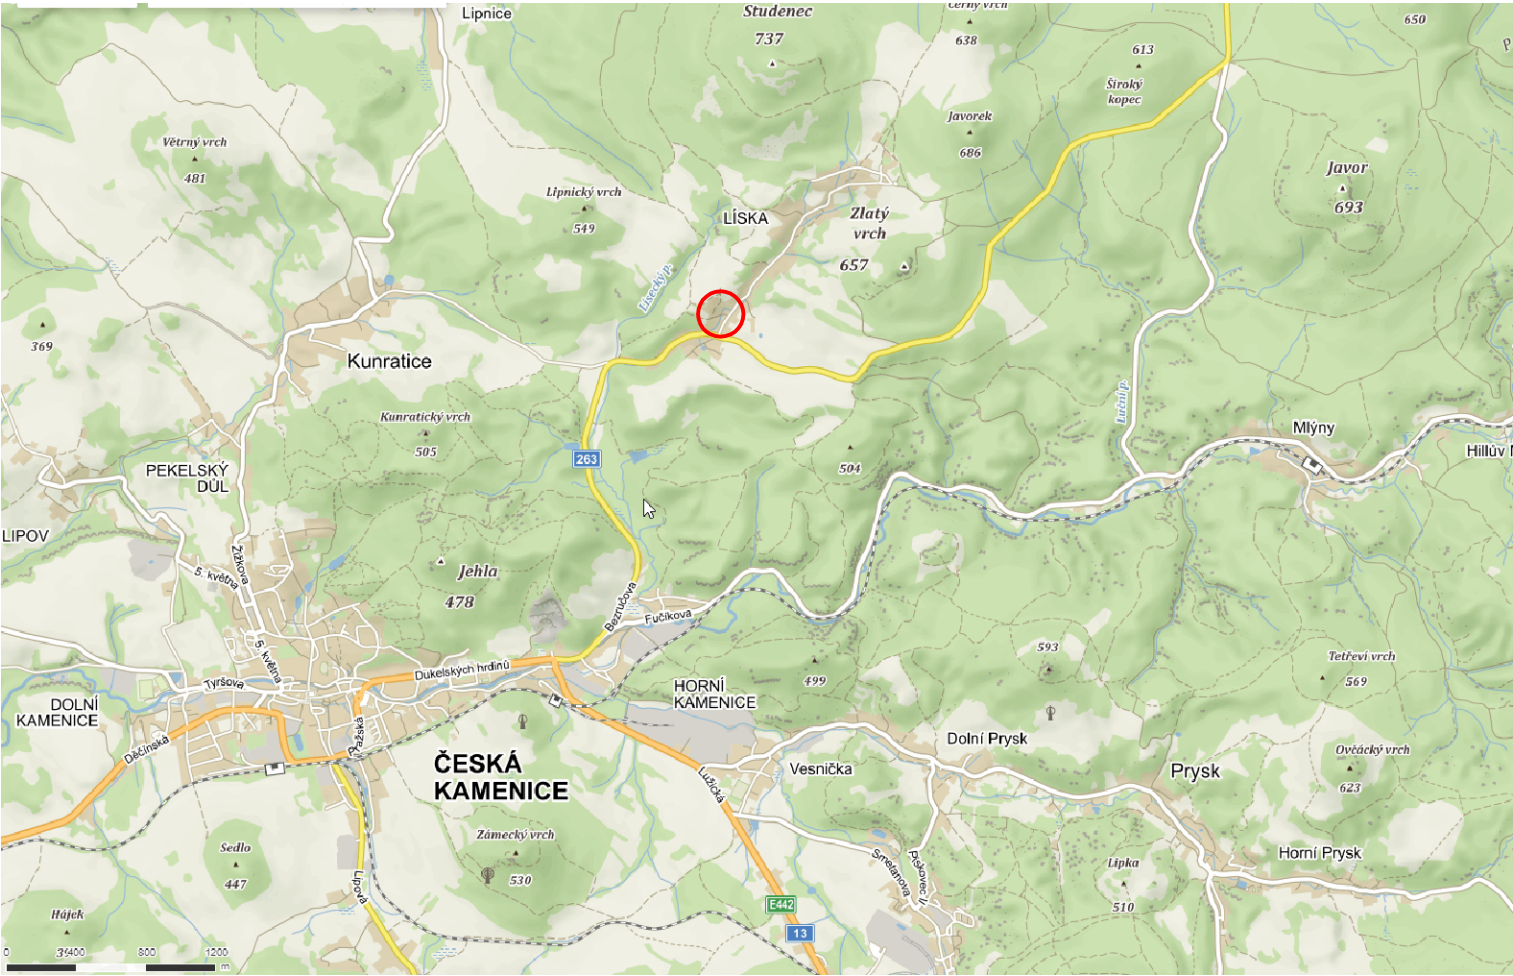 Lipnice
Studenec
737
Černý vrch
638
650
613
Široký
kopec
Javorek
686
Větrný vrch
481
Javor
693
Lipnický vrch
549
LÍSKA
Zlatý
vrch
657
Lísecký p.
369
Kunratice
Kunratický vrch
505
Luční p.
Mlýny
Hillův
263
504
PEKELSKÝ
DŮL
LIPOV
Žižkova
5. května
Jehla
478
Bezručova
Fučíkova
5. května
593
Tetřeví vrch
569
499
Dukelských hrdinů
Tyršova
HORNÍ
KAMENICE
DOLNÍ
KAMENICE
Pražská
Děčínská
Dolní Prysk
Ovčácký vrch
623
ČESKÁ
KAMENICE
Lužická
Vesnička
Prysk
Zámecký vrch
530
Sedlo
447
Smetanova
Pískovec II
Horní Prysk
Lipka
510
Lipová
E442
13
Hájek
0
400
800
1200
m